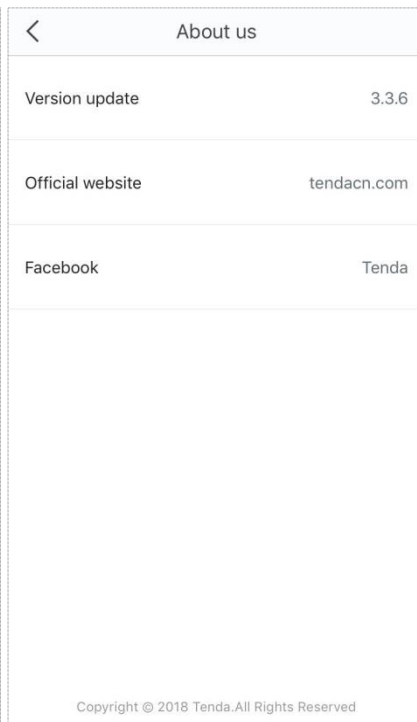 About us
Version update 3.3.6
Official website tendacn.com
Facebook Tenda
Copyright © 2018 Tenda.All Rights Reserved